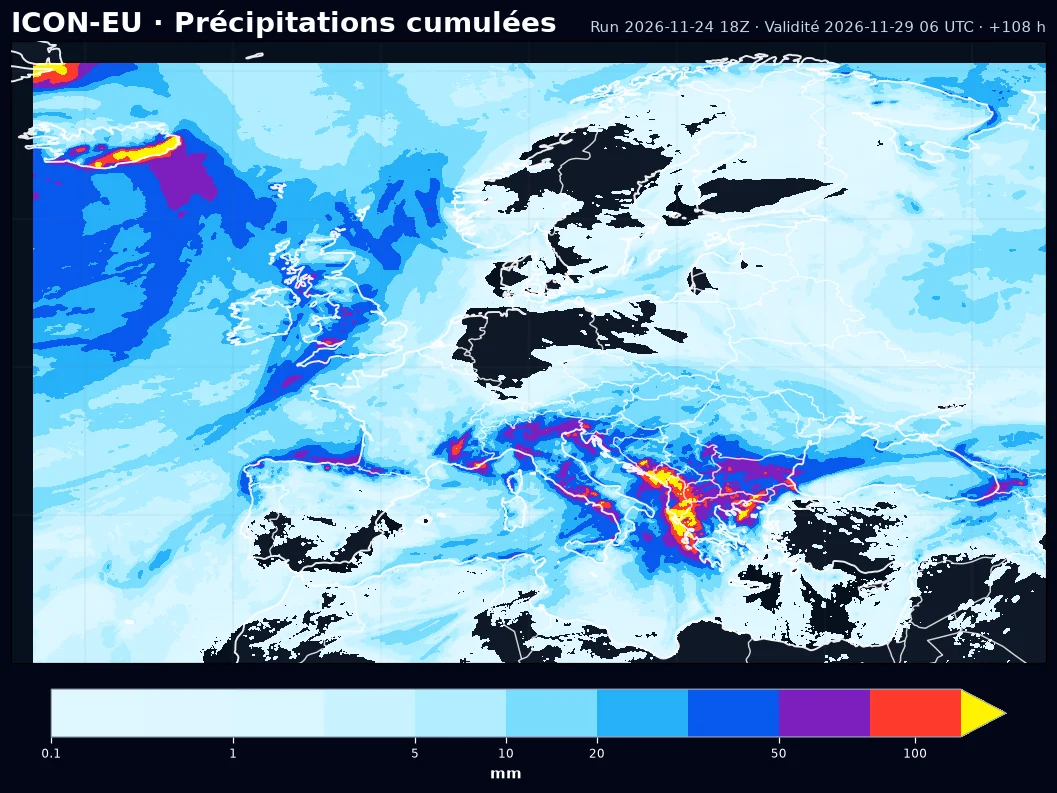 ICON-EU · Précipitations cumulées
Run 2026-11-24 18Z · Validité 2026-11-29 06 UTC · +108 h
0.1 1 5 10 20 50 100
mm